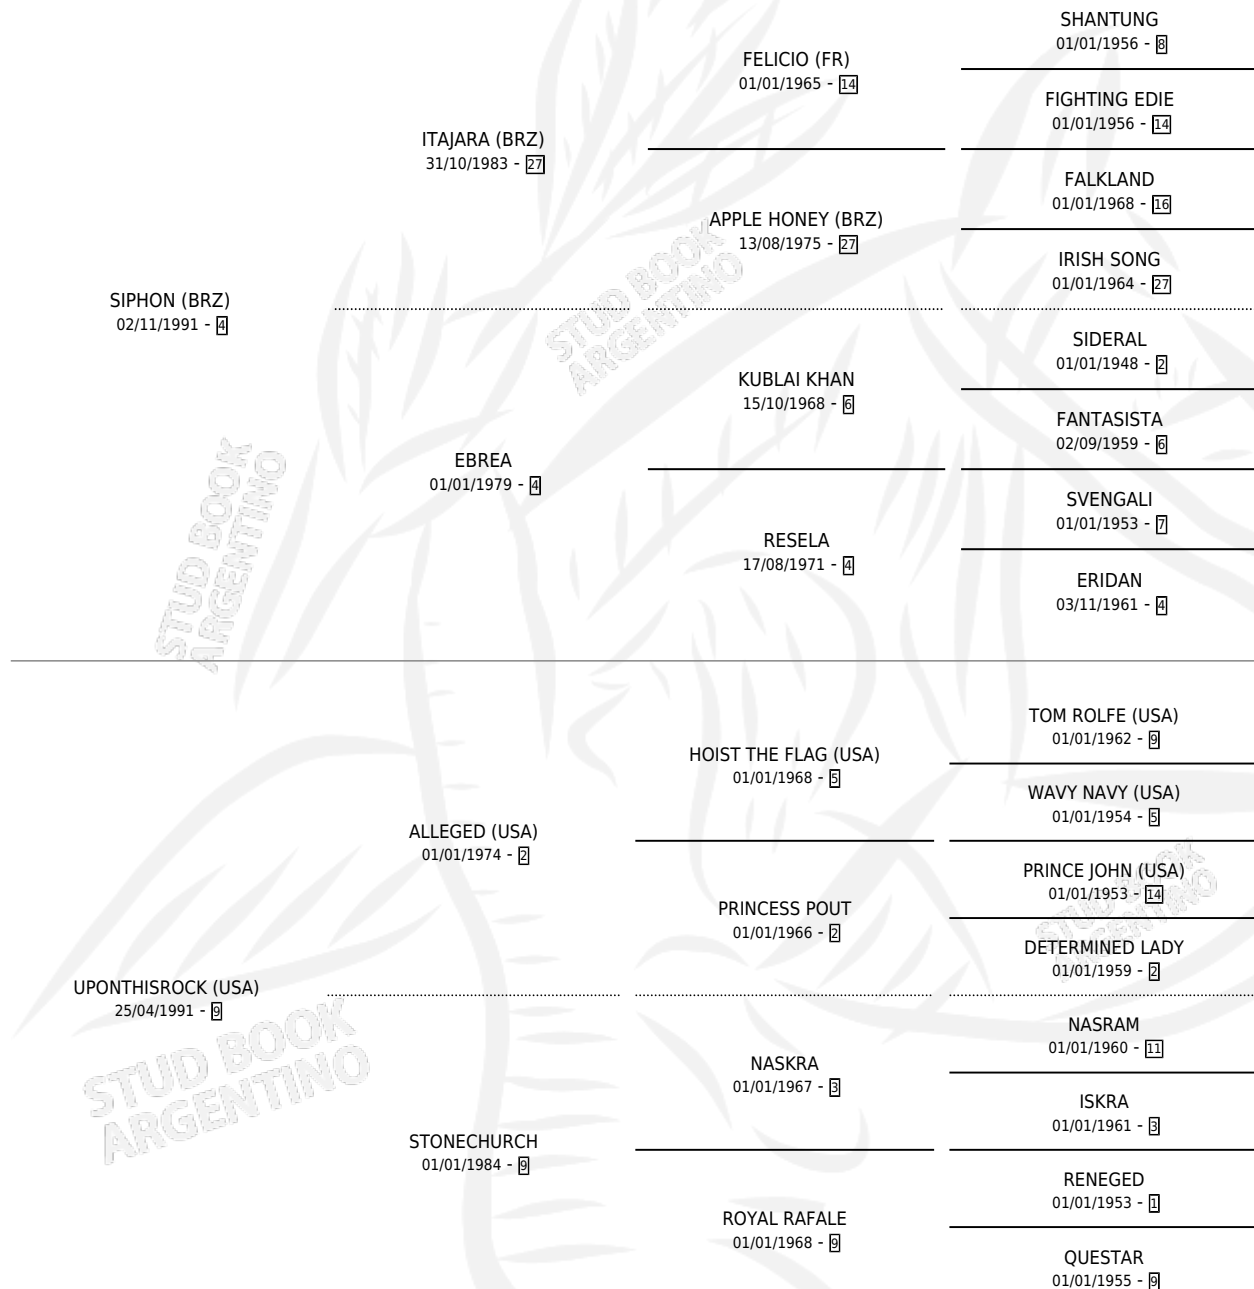 SHANTUNG
01/01/1956 - 8
FELICIO (FR)
01/01/1965 - 14
FIGHTING EDIE
01/01/1956 - 14
ITAJARA (BRZ)
31/10/1983 - 27
FALKLAND
01/01/1968 - 16
APPLE HONEY (BRZ)
13/08/1975 - 27
IRISH SONG
01/01/1964 - 27
SIPHON (BRZ)
02/11/1991 - 4
STUD BOOK
ARGENTINO
SIDERAL
01/01/1948 - 2
KUBLAI KHAN
15/10/1968 - 6
FANTASISTA
02/09/1959 - 6
EBREA
01/01/1979 - 4
SVENGALI
01/01/1953 - 7
RESELA
17/08/1971 - 4
ERIDAN
03/11/1961 - 4
STUD BOOK
ARGENTINO
TOM ROLFE (USA)
01/01/1962 - 9
HOIST THE FLAG (USA)
01/01/1968 - 5
WAVY NAVY (USA)
01/01/1954 - 5
ALLEGED (USA)
01/01/1974 - 2
PRINCE JOHN (USA)
01/01/1953 - 14
STUD BOOK
ARGENTINO
PRINCESS POUT
01/01/1966 - 2
DETERMINED LADY
01/01/1959 - 2
UPONTHISROCK (USA)
25/04/1991 - 9
STUD BOOK
ARGENTINO
NASRAM
01/01/1960 - 11
NASKRA
01/01/1967 - 3
ISKRA
01/01/1961 - 3
STONECHURCH
01/01/1984 - 9
RENEGED
01/01/1953 - 1
ROYAL RAFALE
01/01/1968 - 9
QUESTAR
01/01/1955 - 9